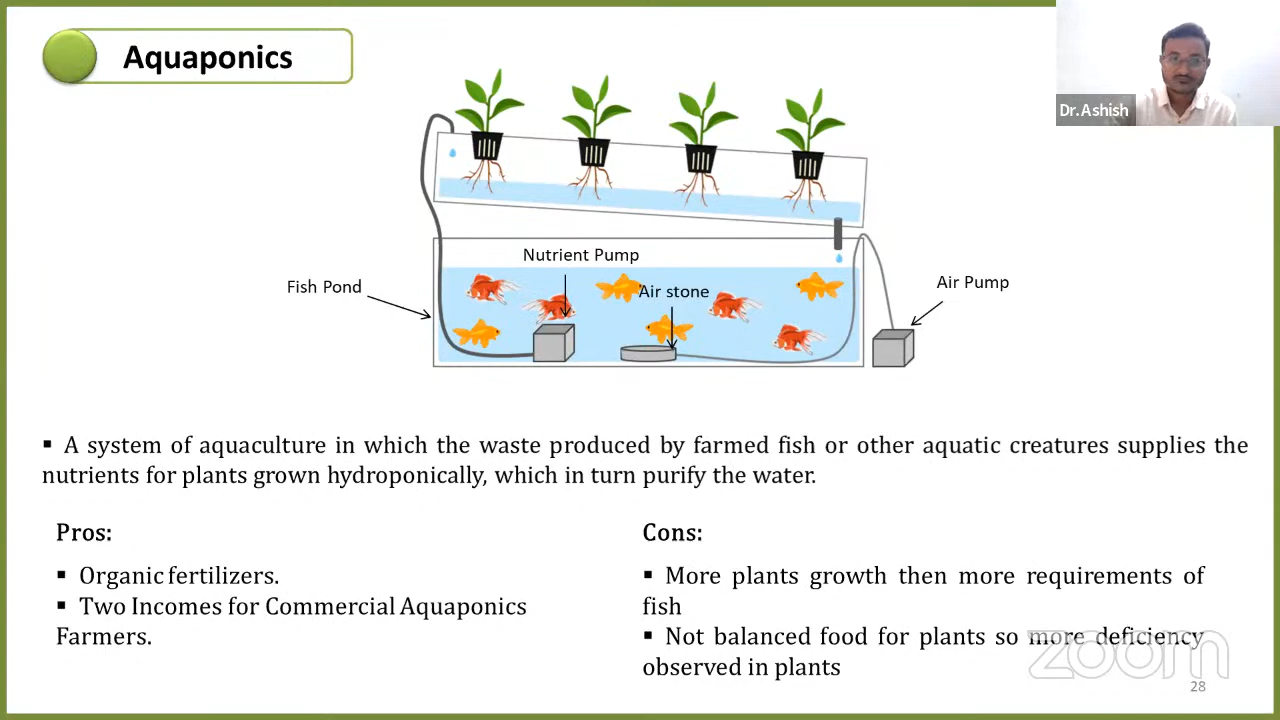 Aquaponics
Dr.Ashish
Nutrient Pump
Fish Pond
Air stone
Air Pump
▪ A system of aquaculture in which the waste produced by farmed fish or other aquatic creatures supplies the
nutrients for plants grown hydroponically, which in turn purify the water.
Pros:
▪ Organic fertilizers.
▪ Two Incomes for Commercial Aquaponics
Farmers.
Cons:
▪ More plants growth then more requirements of
fish
▪ Not balanced food for plants so more deficiency
observed in plants
zoom
28